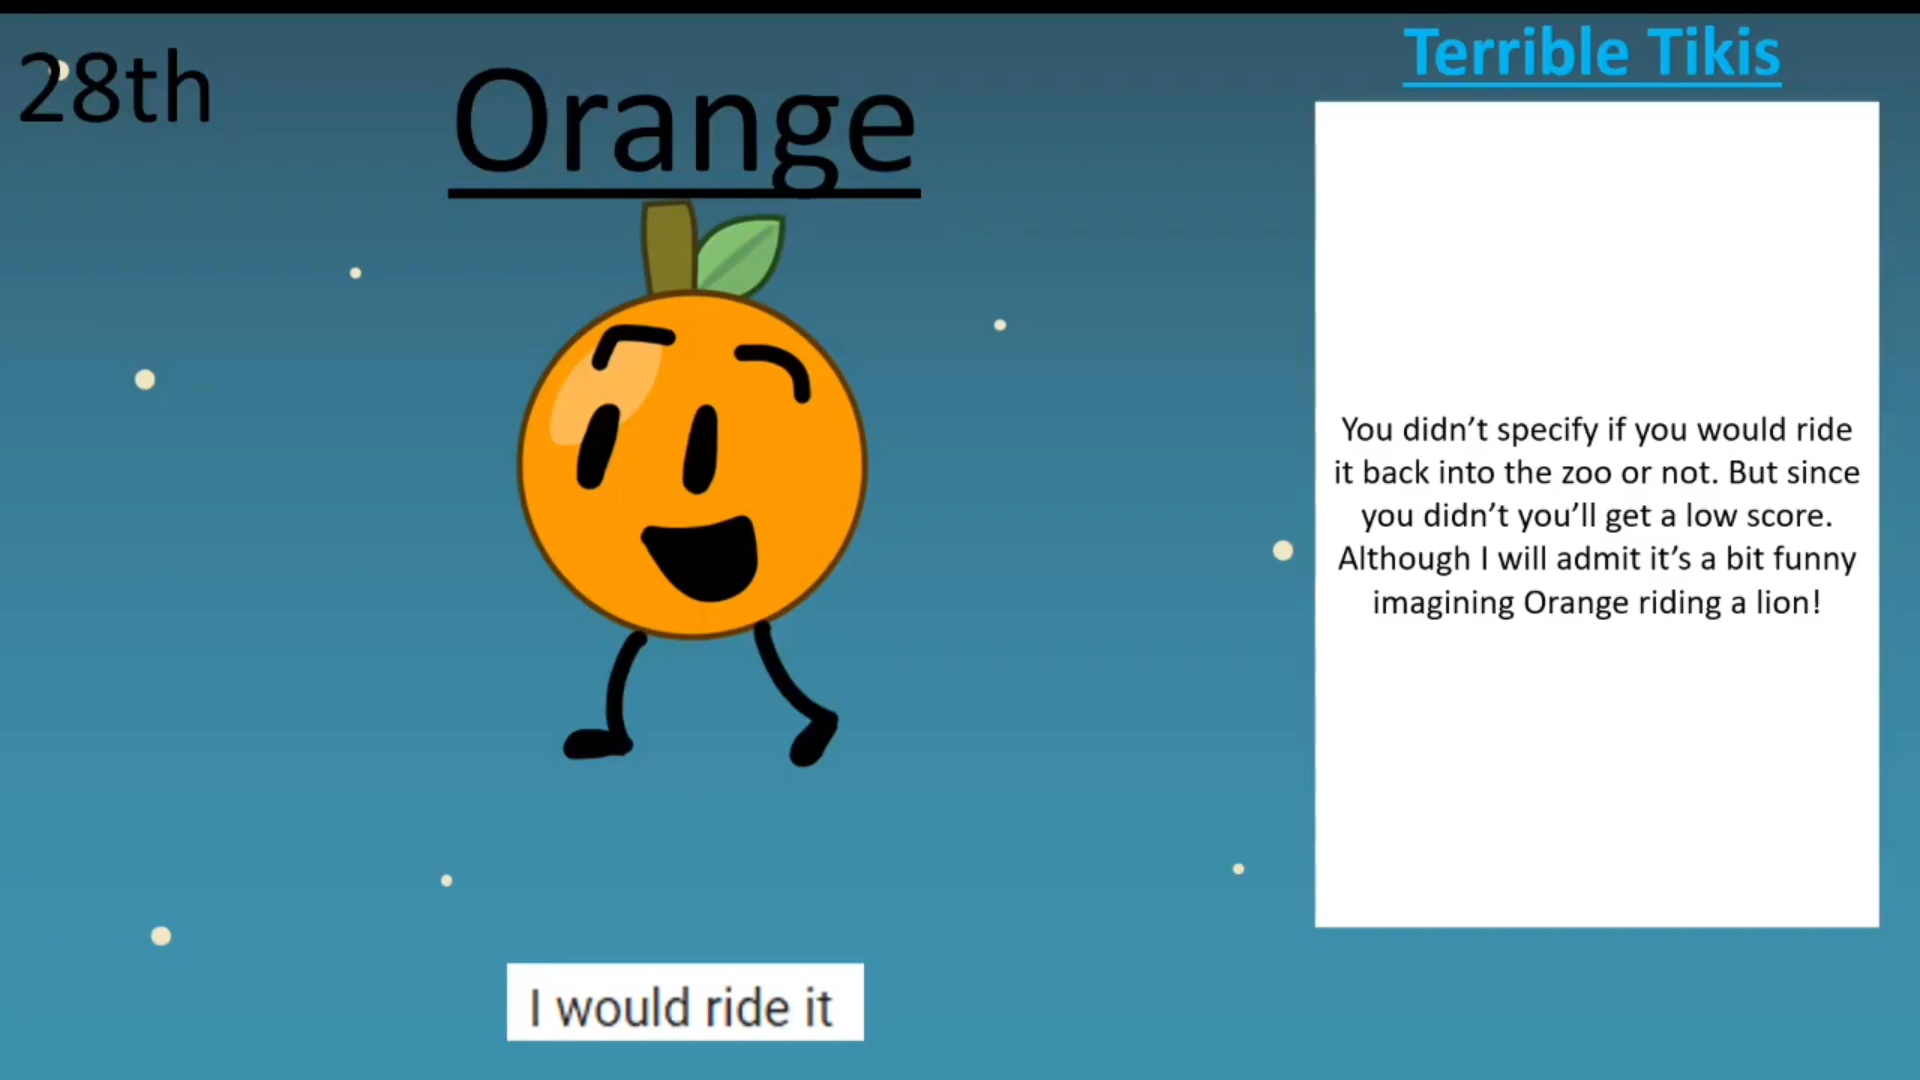 28th
Orange
Terrible Tikis
You didn’t specify if you would ride
it back into the zoo or not. But since
you didn’t you’ll get a low score.
Although I will admit it’s a bit funny
imagining Orange riding a lion!
I would ride it